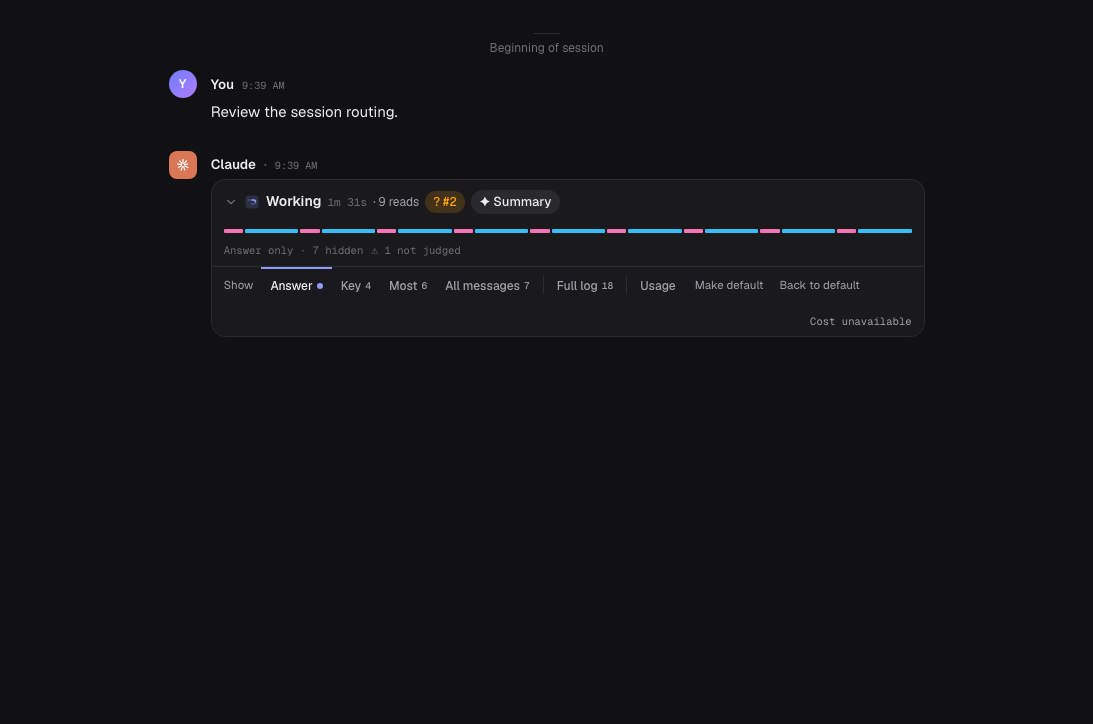 Beginning of session
Y You 9:39 AM
Review the session routing.
Claude · 9:39 AM
Working 1m 31s · 9 reads ? #2 ✦ Summary
Answer only · 7 hidden ⚠ 1 not judged
Show Answer Key 4 Most 6 All messages 7 Full log 18 Usage Make default Back to default
Cost unavailable